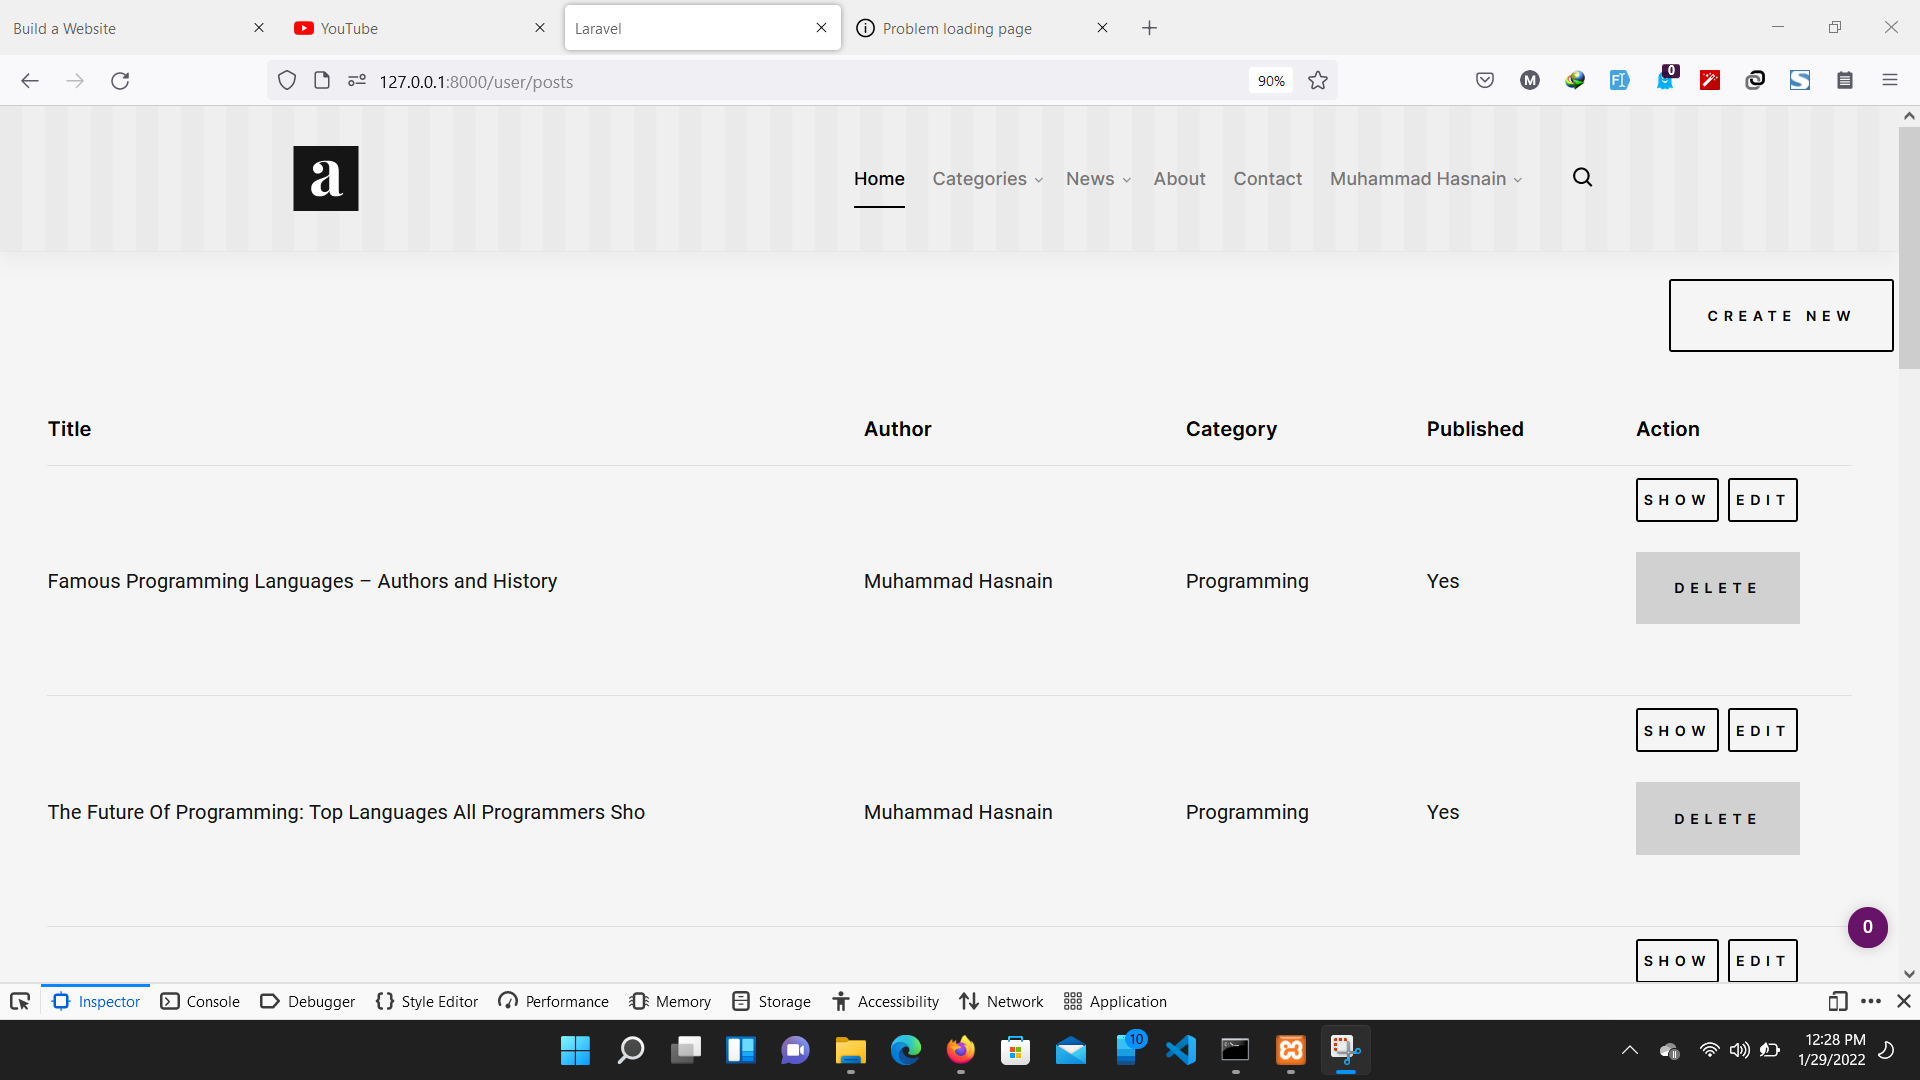 Build a Website
YouTube
Laravel
Problem loading page
127.0.0.1:8000/user/posts
90%
M
FI
0
S
a
Home
Categories
News
About
Contact
Muhammad Hasnain
CREATE NEW
Title Author Category Published Action
SHOW EDIT
Famous Programming Languages – Authors and History Muhammad Hasnain Programming Yes
DELETE
SHOW EDIT
The Future Of Programming: Top Languages All Programmers Sho Muhammad Hasnain Programming Yes
DELETE
0
SHOW EDIT
Inspector Console Debugger Style Editor Performance Memory Storage Accessibility Network Application
10
12:28 PM
1/29/2022